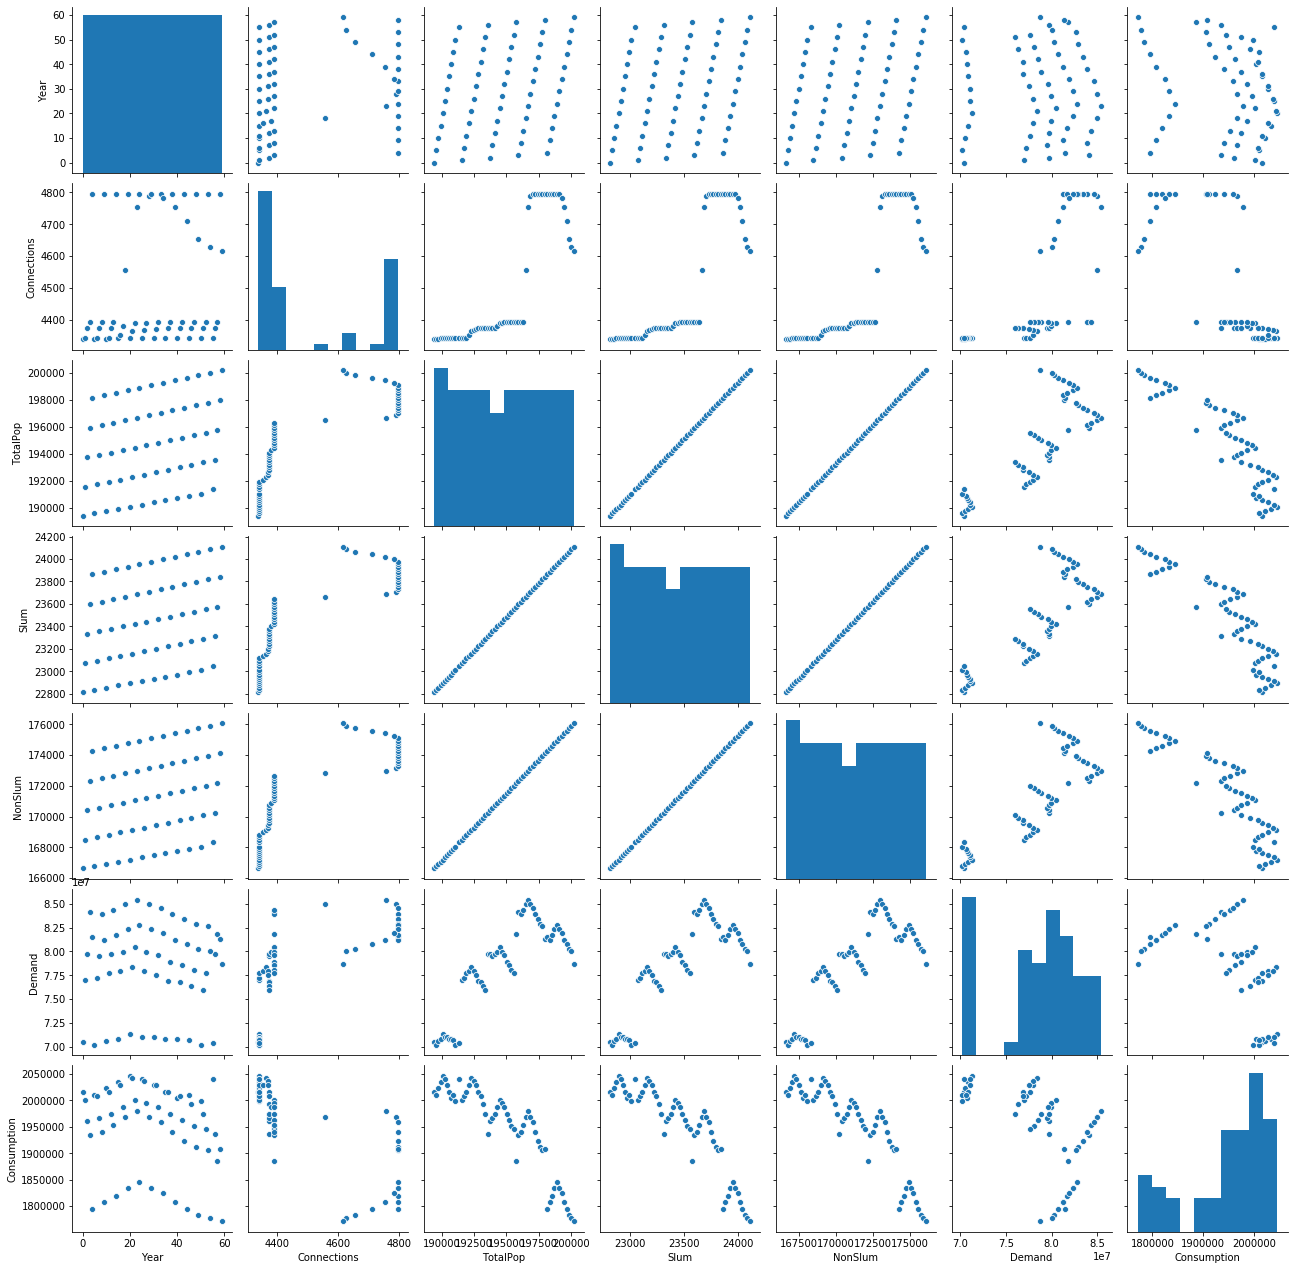 60
50
40
30
20
10
0
Year
4800
4700
4600
4500
4400
Connections
200000
198000
196000
194000
192000
190000
TotalPop
24200
24000
23800
23600
23400
23200
23000
22800
Slum
176000
174000
172000
170000
168000
166000
NonSlum
1e7
8.50
8.25
8.00
7.75
7.50
7.25
7.00
Demand
2050000
2000000
1950000
1900000
1850000
1800000
Consumption
0 20 40 60
4400 4600 4800
190000 192500 195000 197500 200000
23000 23500 24000
167500 170000 172500 175000
7.0 7.5 8.0 8.5
1e7
1800000 1900000 2000000
Year Connections TotalPop Slum NonSlum Demand Consumption